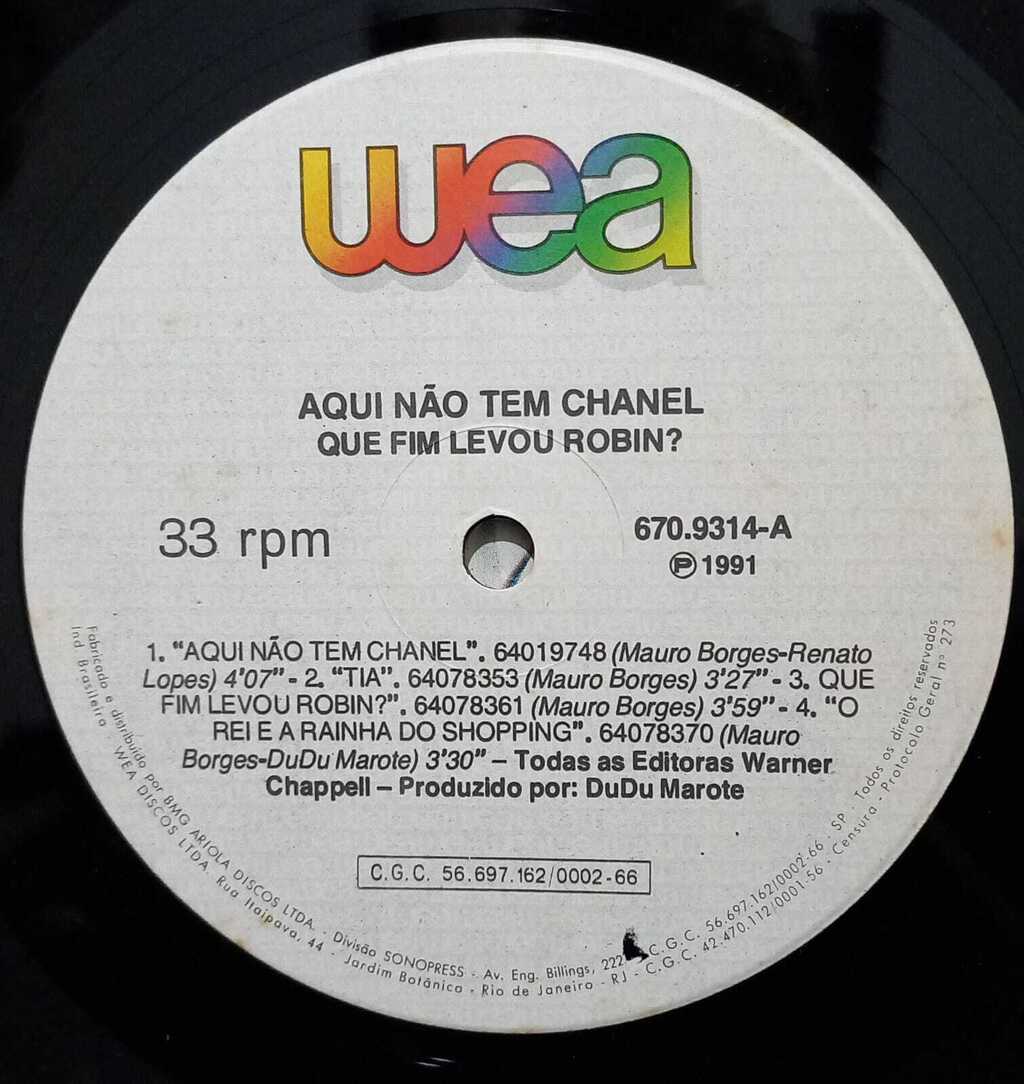 wea
AQUI NÃO TEM CHANEL
QUE FIM LEVOU ROBIN?
33 rpm
670.9314-A
℗ 1991
1. "AQUI NÃO TEM CHANEL". 64019748 (Mauro Borges-Renato
Lopes) 4'07" - 2. "TIA". 64078353 (Mauro Borges) 3'27" - 3. QUE
FIM LEVOU ROBIN?". 64078361 (Mauro Borges) 3'59" - 4. "O
REI E A RAINHA DO SHOPPING". 64078370 (Mauro
Borges-DuDu Marote) 3'30" – Todas as Editoras Warner
Chappell – Produzido por: DuDu Marote
C.G.C. 56.697.162/0002-66
Fabricado e distribuído por BMG ARIOLA DISCOS LTDA. - Divisão SONOPRESS - Av. Eng. Billings, 222 C.G.C. 56.697.162/0002-66 - SP - Todos os direitos reservados
Ind Brasileira - WEA DISCOS LTDA. Rua Itaipava, 44 - Jardim Botânico - Rio de Janeiro - RJ - C.G.C. 42.470.112/0001-56 - Censura - Protocolo Geral nº 273